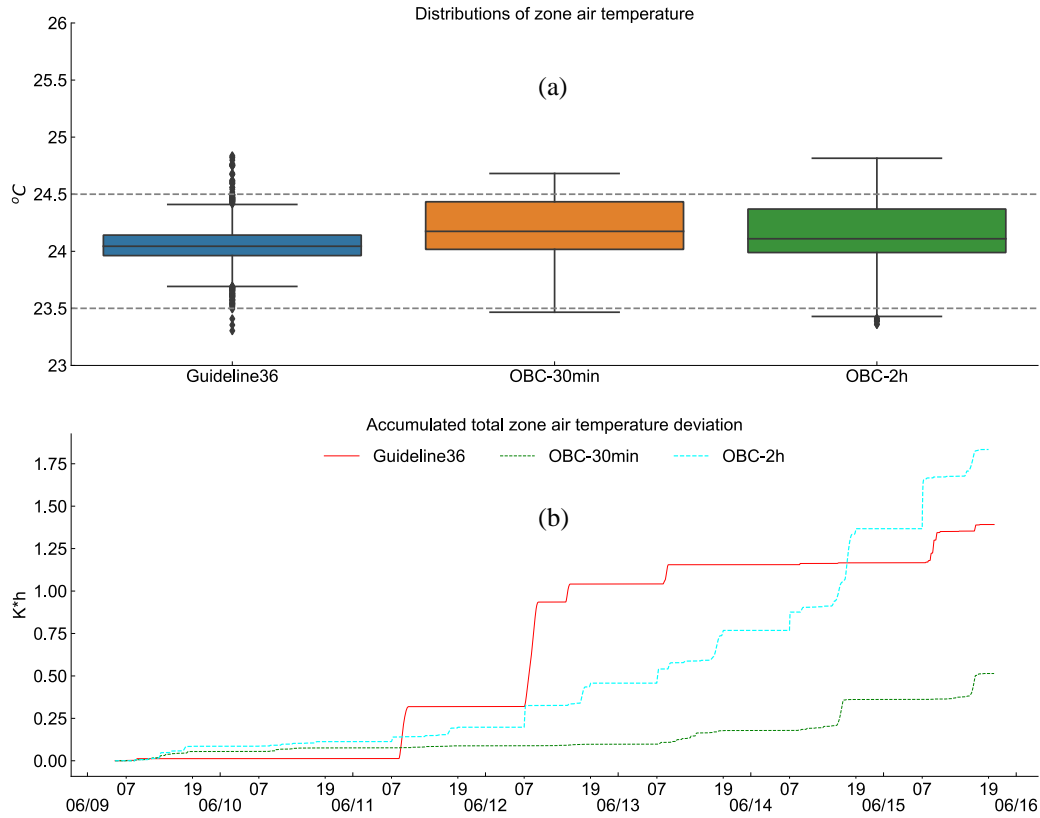 Distributions of zone air temperature
26
25.5
(a)
25
°C
24.5
24
23.5
23
Guideline36 OBC-30min OBC-2h
Accumulated total zone air temperature deviation
Guideline36 OBC-30min OBC-2h
1.75
1.50
(b)
1.25
1.00
K*h
0.75
0.50
0.25
0.00
07 19 07 19 07 19 07 19 07 19 07 19 07 19
06/09 06/10 06/11 06/12 06/13 06/14 06/15 06/16